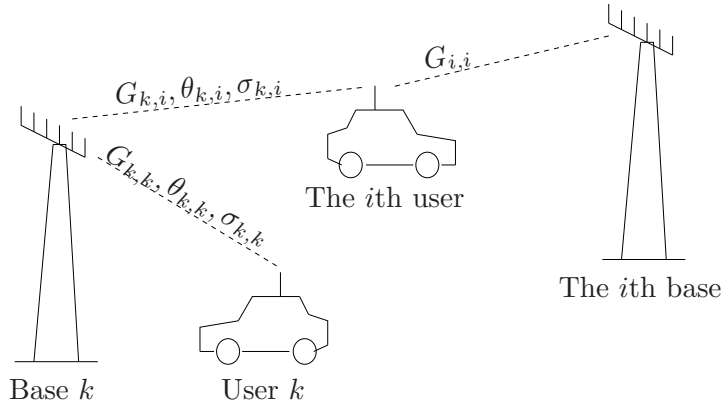 G_{i,i}
G_{k,i}, θ_{k,i}, σ_{k,i}
G_{k,k}, θ_{k,k}, σ_{k,k}
The ith user
The ith base
Base k
User k